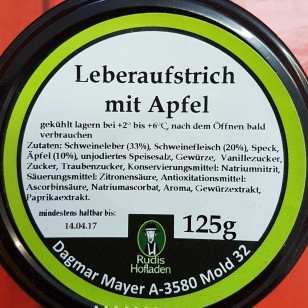 Leberaufstrich
mit Apfel
gekühlt lagern bei +2° bis +6°C, nach dem Öffnen bald
verbrauchen
Zutaten: Schweineleber (33%), Schweinefleisch (20%), Speck,
Äpfel (10%), unjodiertes Speisesalz, Gewürze, Vanillezucker,
Zucker, Traubenzucker, Konservierungsmittel: Natriumnitrit,
Säuerungsmittel: Zitronensäure, Antioxitationsmittel:
Ascorbinsäure, Natriumascorbat, Aroma, Gewürzextrakt,
Paprikaextrakt.
mindestens haltbar bis:
14.04.17
125g
Rudis
Hofladen
Dagmar Mayer A-3580 Mold 32